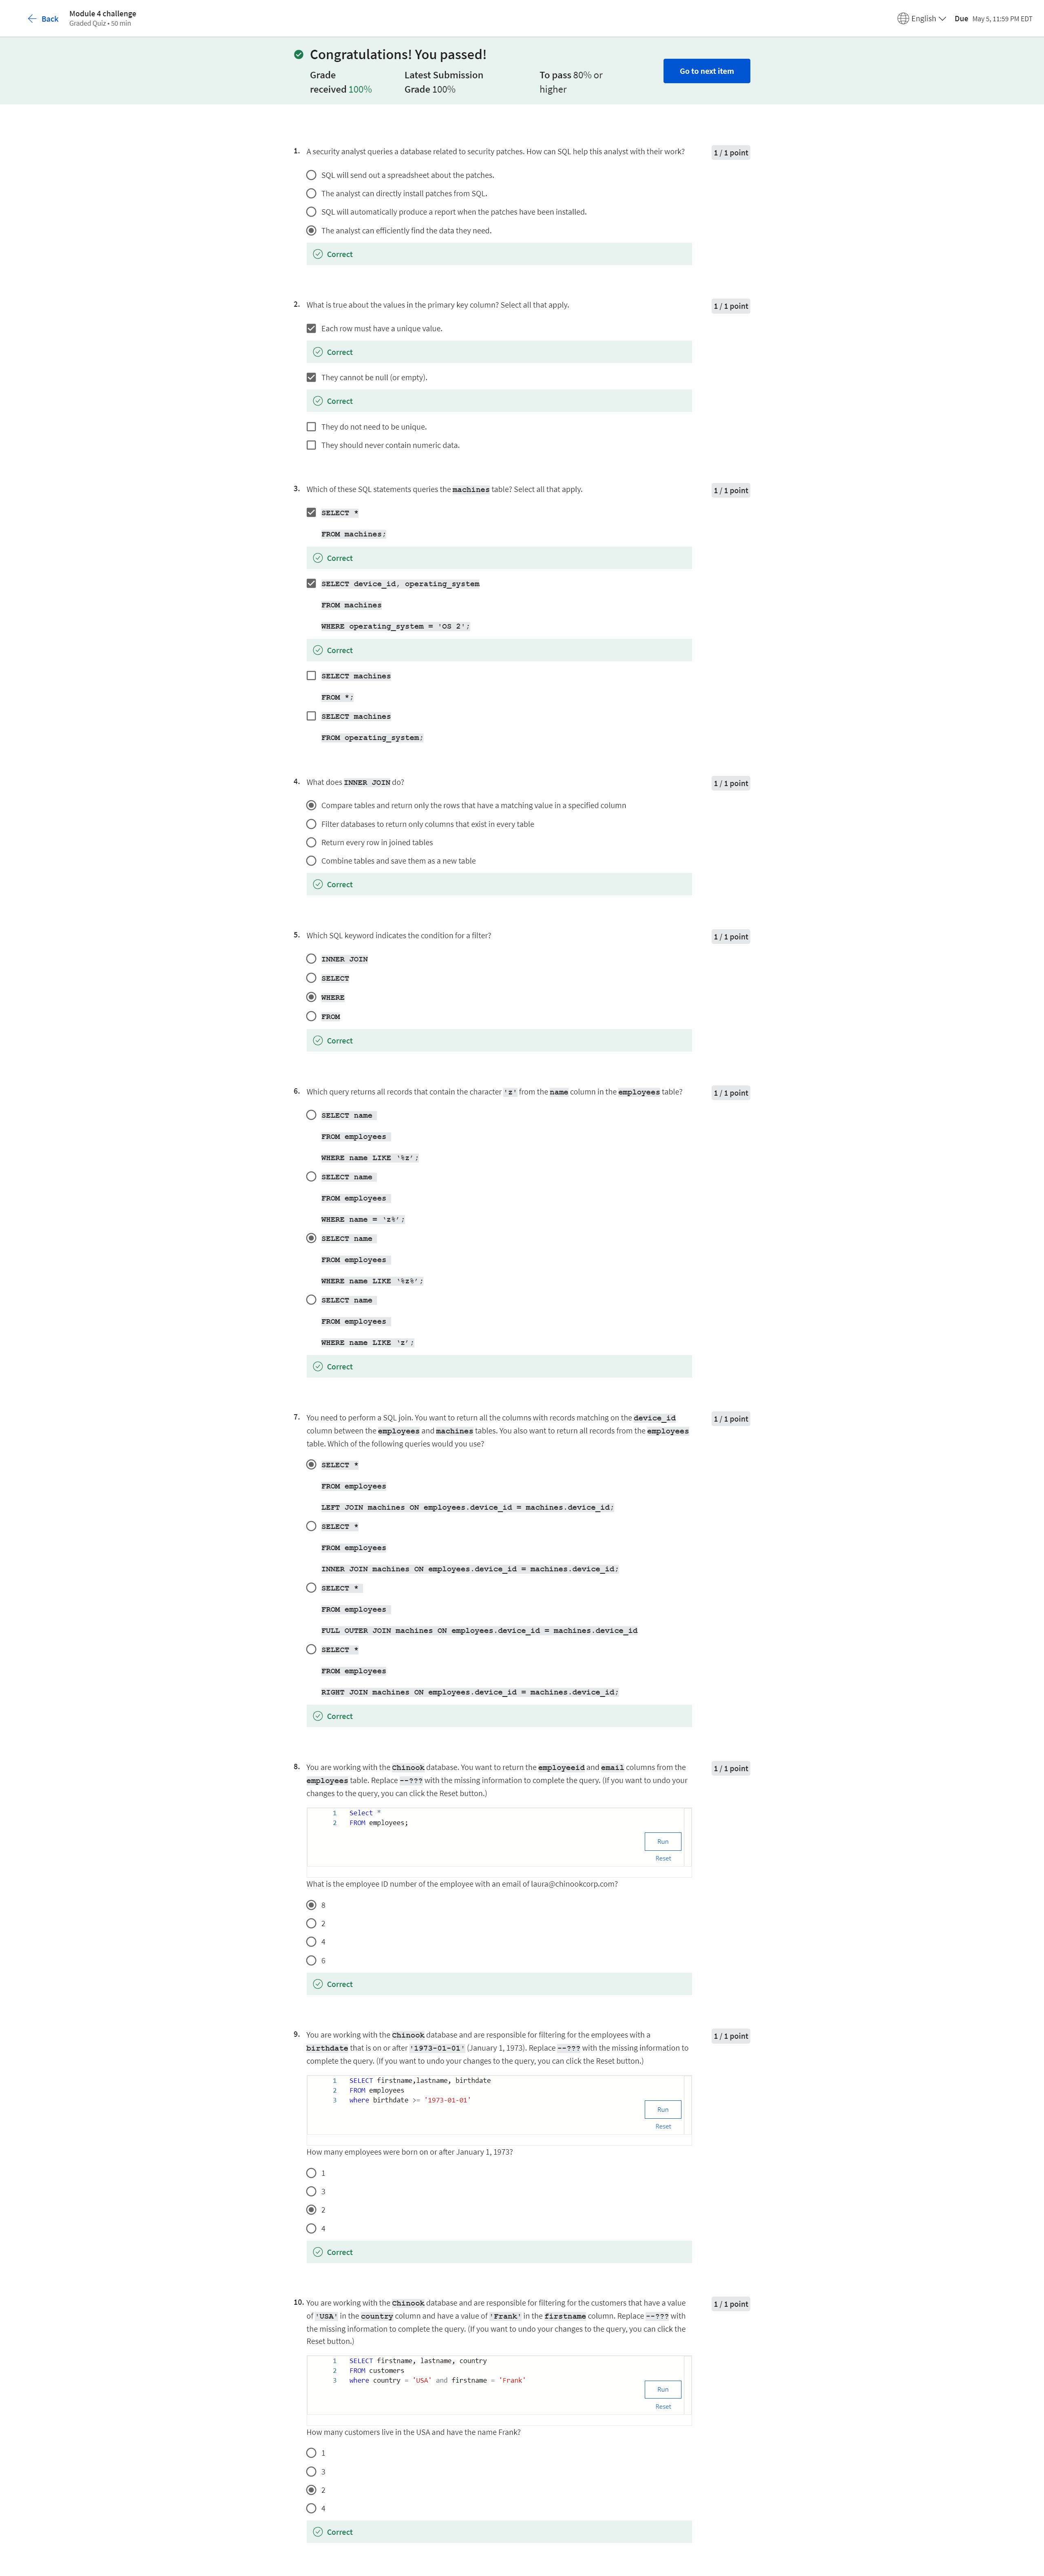 Back
Module 4 challenge
Graded Quiz • 50 min
English
Due May 5, 11:59 PM EDT
Congratulations! You passed!
Grade
received 100%
Latest Submission
Grade 100%
To pass 80% or
higher
Go to next item
1. A security analyst queries a database related to security patches. How can SQL help this analyst with their work?
1 / 1 point
SQL will send out a spreadsheet about the patches.
The analyst can directly install patches from SQL.
SQL will automatically produce a report when the patches have been installed.
The analyst can efficiently find the data they need.
Correct
2. What is true about the values in the primary key column? Select all that apply.
1 / 1 point
Each row must have a unique value.
Correct
They cannot be null (or empty).
Correct
They do not need to be unique.
They should never contain numeric data.
3. Which of these SQL statements queries the machines table? Select all that apply.
1 / 1 point
SELECT *
FROM machines;
Correct
SELECT device_id, operating_system
FROM machines
WHERE operating_system = 'OS 2';
Correct
SELECT machines
FROM *;
SELECT machines
FROM operating_system;
4. What does INNER JOIN do?
1 / 1 point
Compare tables and return only the rows that have a matching value in a specified column
Filter databases to return only columns that exist in every table
Return every row in joined tables
Combine tables and save them as a new table
Correct
5. Which SQL keyword indicates the condition for a filter?
1 / 1 point
INNER JOIN
SELECT
WHERE
FROM
Correct
6. Which query returns all records that contain the character 'z' from the name column in the employees table?
1 / 1 point
SELECT name
FROM employees
WHERE name LIKE '%z';
SELECT name
FROM employees
WHERE name = 'z%';
SELECT name
FROM employees
WHERE name LIKE '%z%';
SELECT name
FROM employees
WHERE name LIKE 'z';
Correct
7. You need to perform a SQL join. You want to return all the columns with records matching on the device_id
column between the employees and machines tables. You also want to return all records from the employees
table. Which of the following queries would you use?
1 / 1 point
SELECT *
FROM employees
LEFT JOIN machines ON employees.device_id = machines.device_id;
SELECT *
FROM employees
INNER JOIN machines ON employees.device_id = machines.device_id;
SELECT *
FROM employees
FULL OUTER JOIN machines ON employees.device_id = machines.device_id
SELECT *
FROM employees
RIGHT JOIN machines ON employees.device_id = machines.device_id;
Correct
8. You are working with the Chinook database. You want to return the employeeid and email columns from the
employees table. Replace --??? with the missing information to complete the query. (If you want to undo your
changes to the query, you can click the Reset button.)
1 / 1 point
1 Select *
2 FROM employees;
Run
Reset
What is the employee ID number of the employee with an email of laura@chinookcorp.com?
8
2
4
6
Correct
9. You are working with the Chinook database and are responsible for filtering for the employees with a
birthdate that is on or after '1973-01-01' (January 1, 1973). Replace --??? with the missing information to
complete the query. (If you want to undo your changes to the query, you can click the Reset button.)
1 / 1 point
1 SELECT firstname,lastname, birthdate
2 FROM employees
3 where birthdate >= '1973-01-01'
Run
Reset
How many employees were born on or after January 1, 1973?
1
3
2
4
Correct
10. You are working with the Chinook database and are responsible for filtering for the customers that have a value
of 'USA' in the country column and have a value of 'Frank' in the firstname column. Replace --??? with
the missing information to complete the query. (If you want to undo your changes to the query, you can click the
Reset button.)
1 / 1 point
1 SELECT firstname, lastname, country
2 FROM customers
3 where country = 'USA' and firstname = 'Frank'
Run
Reset
How many customers live in the USA and have the name Frank?
1
3
2
4
Correct